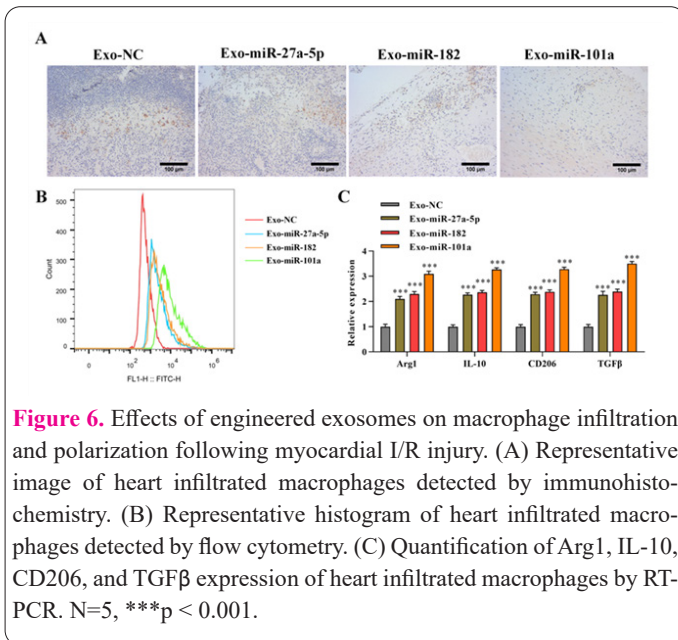 A
Exo-NC Exo-miR-27a-5p Exo-miR-182 Exo-miR-101a
100 μm 100 μm 100 μm 100 μm
B
500
400
300
200
100
0
Count
0 10² 10⁴ 10⁶
FL1-H :: FITC-H
Exo-NC
Exo-miR-27a-5p
Exo-miR-182
Exo-miR-101a
C
Exo-NC
Exo-miR-27a-5p
Exo-miR-182
Exo-miR-101a
Relative expression
4
3
2
1
0
*** *** *** *** *** *** *** *** *** *** *** ***
Arg1 IL-10 CD206 TGFβ
Figure 6. Effects of engineered exosomes on macrophage infiltration
and polarization following myocardial I/R injury. (A) Representative
image of heart infiltrated macrophages detected by immunohisto-
chemistry. (B) Representative histogram of heart infiltrated macro-
phages detected by flow cytometry. (C) Quantification of Arg1, IL-10,
CD206, and TGFβ expression of heart infiltrated macrophages by RT-
PCR. N=5, ***p < 0.001.